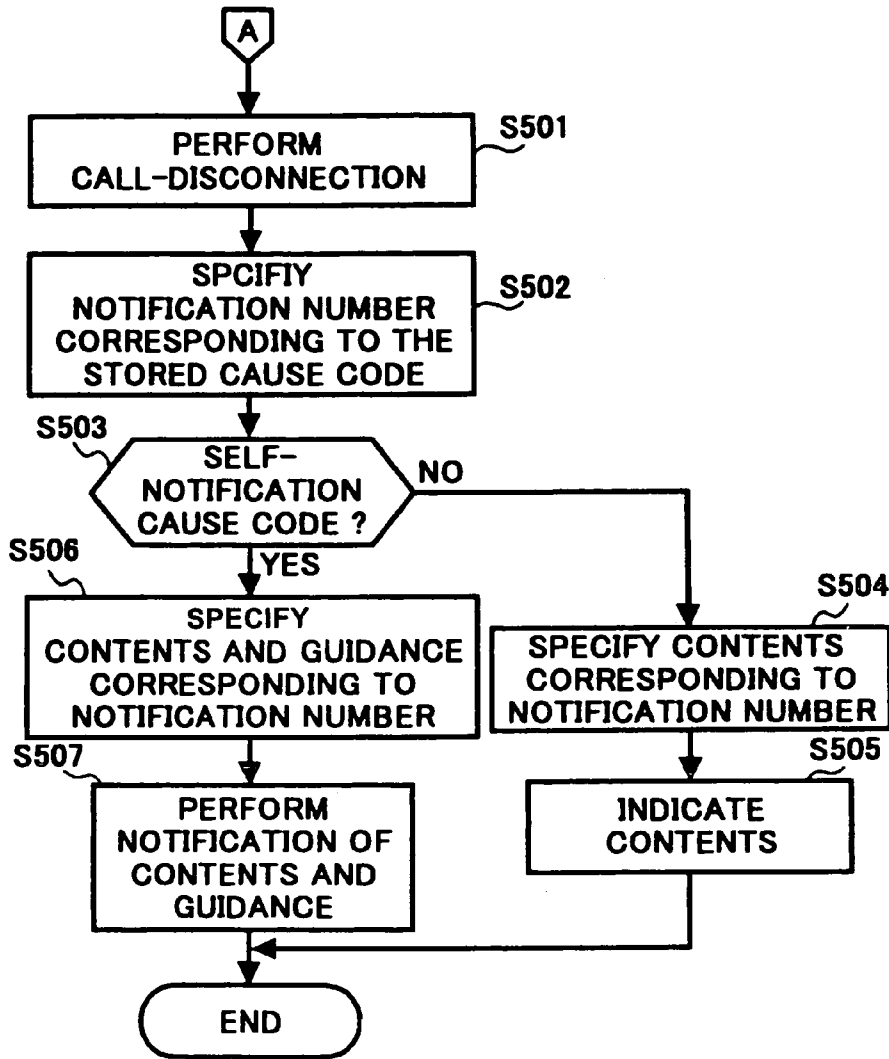 A
S501
PERFORM
CALL-DISCONNECTION
S502
SPCIFIY
NOTIFICATION NUMBER
CORRESPONDING TO THE
STORED CAUSE CODE
S503
SELF-
NOTIFICATION
CAUSE CODE ?
NO
YES
S506
SPECIFY
CONTENTS AND GUIDANCE
CORRESPONDING TO
NOTIFICATION NUMBER
S504
SPECIFY CONTENTS
CORRESPONDING TO
NOTIFICATION NUMBER
S507
PERFORM
NOTIFICATION OF
CONTENTS AND
GUIDANCE
S505
INDICATE
CONTENTS
END